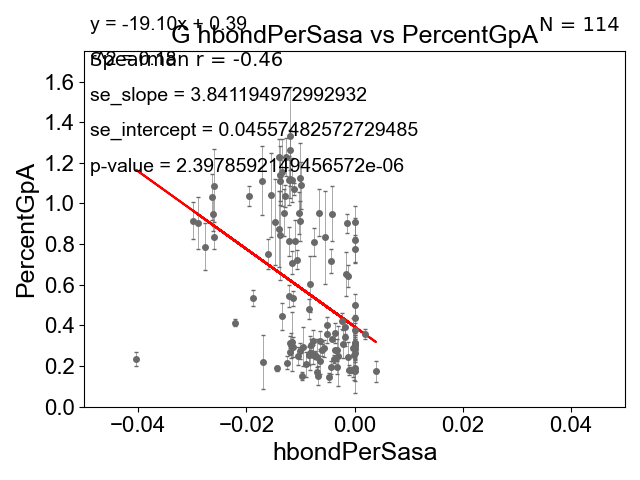 y = -19.10x + 0.39
N = 114
G hbondPerSasa vs PercentGpA
Spearman r = -0.46
se_slope = 3.841194972992932
se_intercept = 0.04557482572729485
p-value = 2.3978592149456572e-06
PercentGpA
1.6
1.4
1.2
1.0
0.8
0.6
0.4
0.2
0.0
−0.04 −0.02 0.00 0.02 0.04
hbondPerSasa